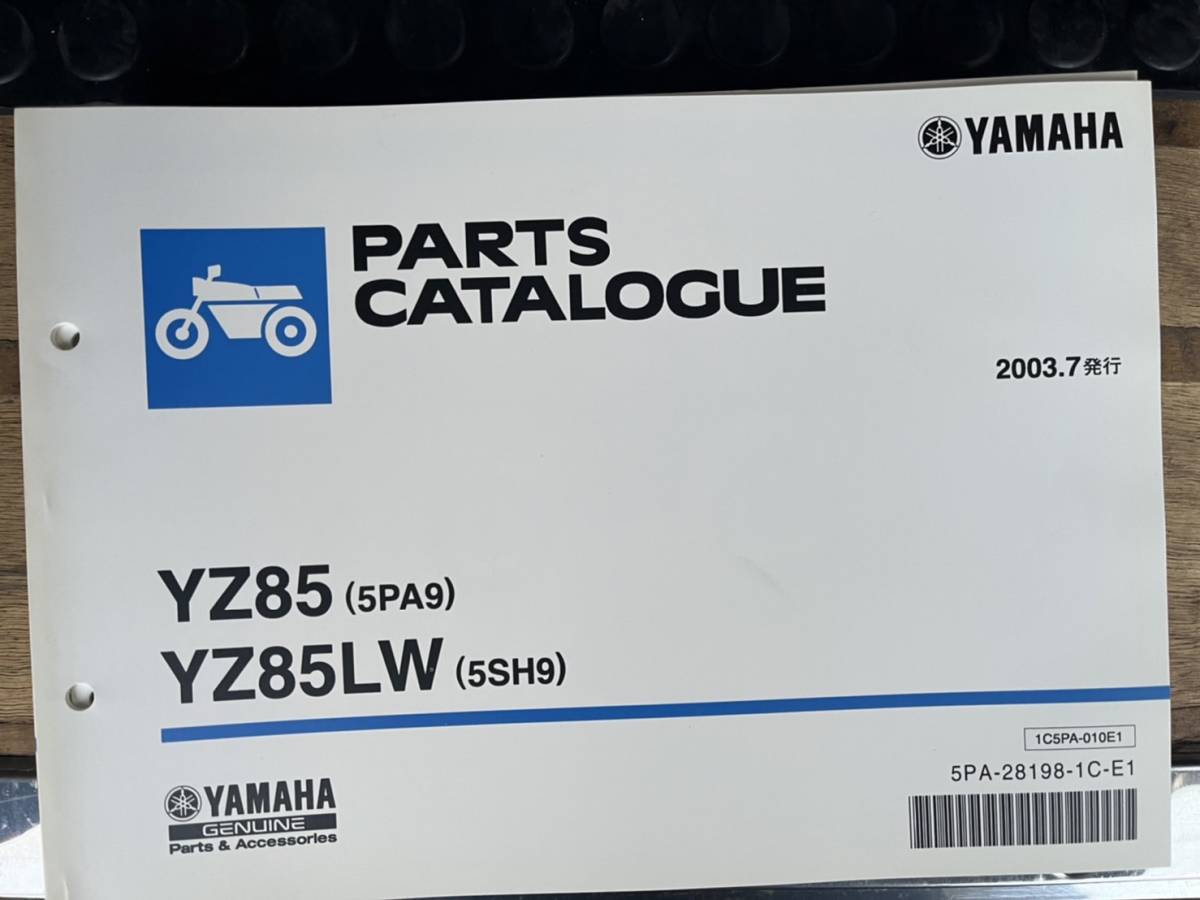 YAMAHA
PARTS
CATALOGUE
2003.7発行
YZ85 (5PA9)
YZ85LW (5SH9)
1C5PA-010E1
5PA-28198-1C-E1
YAMAHA
GENUINE
Parts & Accessories